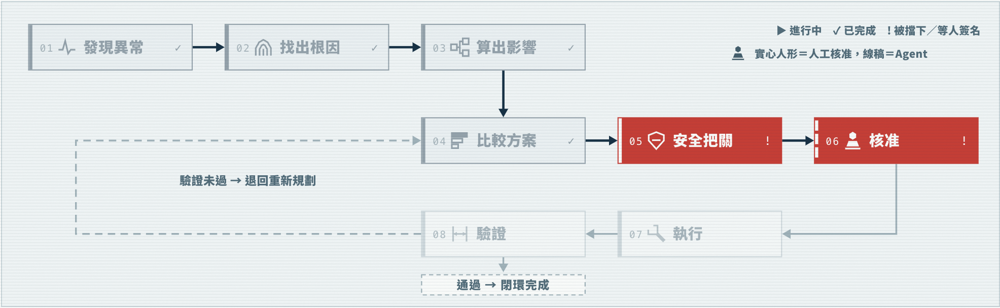 01 發現異常 ✓
02 找出根因 ✓
03 算出影響 ✓
▶ 進行中 ✓ 已完成 ! 被擋下／等人簽名
實心人形＝人工核准，線稿＝Agent
04 比較方案 ✓
05 安全把關 !
06 核准 !
驗證未過 → 退回重新規劃
08 驗證
07 執行
通過 → 閉環完成